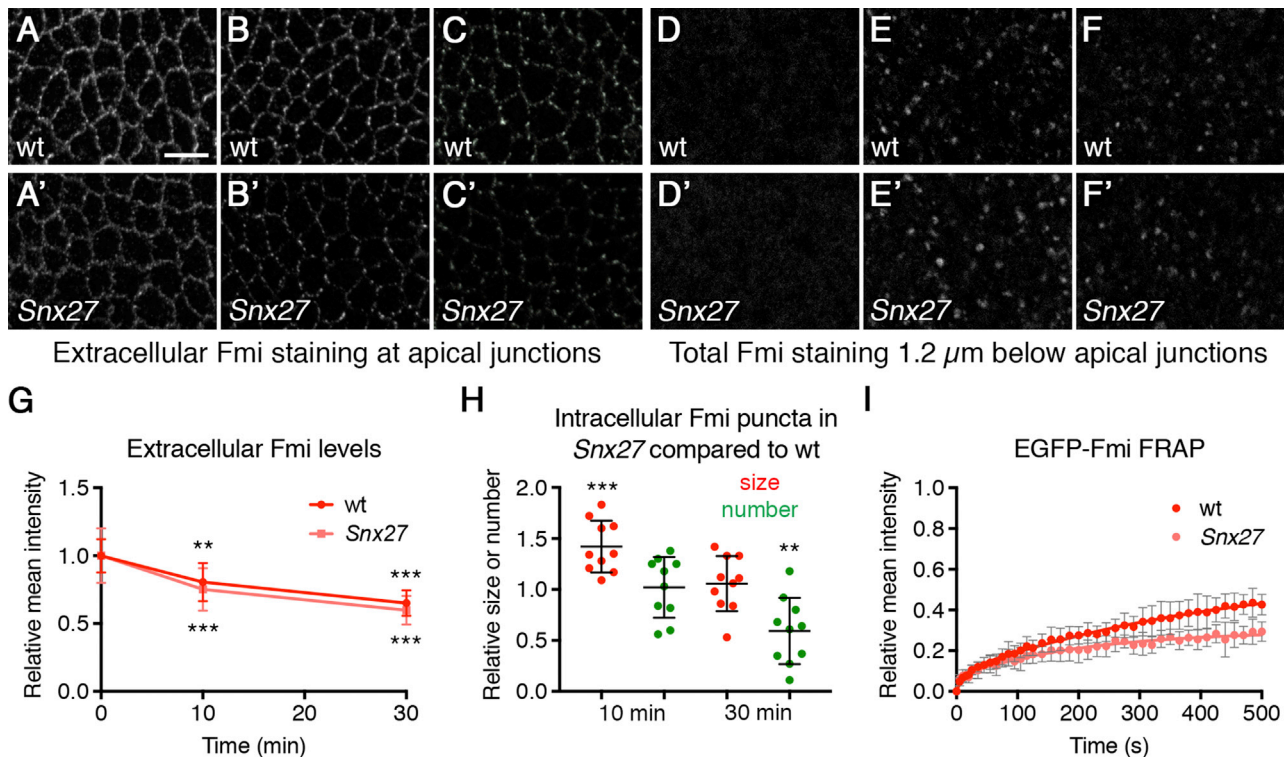 A B C D E F
wt wt wt wt wt wt
A’ B’ C’ D’ E’ F’
Snx27 Snx27 Snx27 Snx27 Snx27 Snx27
Extracellular Fmi staining at apical junctions
Total Fmi staining 1.2 µm below apical junctions
G
Extracellular Fmi levels
Relative mean intensity
1.5
1.0
0.5
0.0
wt
Snx27
**
***
***
***
0 10 20 30
Time (min)
H
Intracellular Fmi puncta in
Snx27 compared to wt
Relative size or number
2.0
1.5
1.0
0.5
0.0
***
size
number
**
10 min 30 min
I
EGFP-Fmi FRAP
Relative mean intensity
1.0
0.8
0.6
0.4
0.2
0.0
wt
Snx27
0 100 200 300 400 500
Time (s)